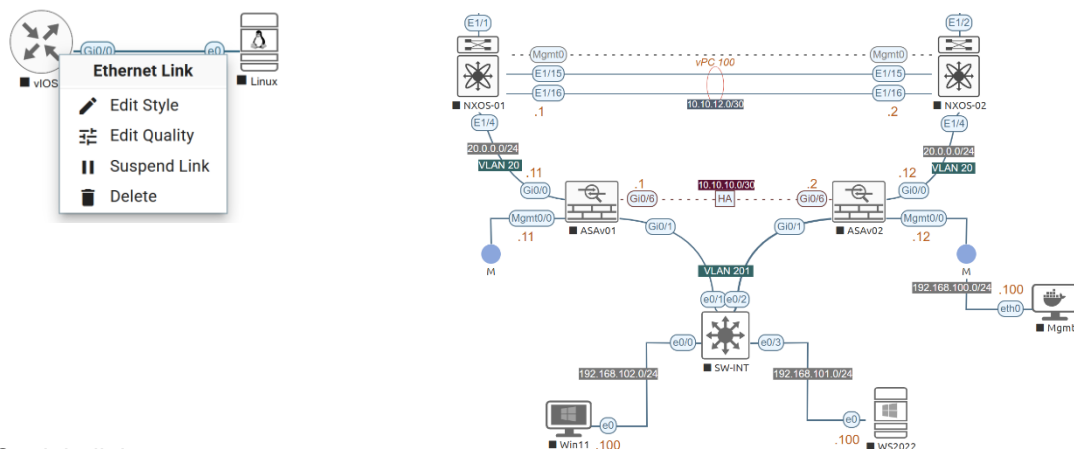 Gi0/0
e0
vIOS
Linux
Ethernet Link
Edit Style
Edit Quality
Suspend Link
Delete
E1/1
E1/2
Mgmt0
Mgmt0
vPC 100
E1/15
E1/15
E1/16
E1/16
NXOS-01
NXOS-02
10.10.12.0/30
.1
.2
E1/4
E1/4
20.0.0.0/24
20.0.0.0/24
VLAN 20
VLAN 20
.11
.12
Gi0/0
Gi0/0
10.10.10.0/30
.1
.2
Gi0/6
HA
Gi0/6
Mgmt0/0
Mgmt0/0
.11
.12
ASAv01
ASAv02
Gi0/1
Gi0/1
M
M
VLAN 201
192.168.100.0/24
.100
eth0
e0/1
e0/2
Mgmt
e0/0
e0/3
SW-INT
192.168.102.0/24
192.168.101.0/24
e0
e0
Win11
.100
.100
WS2022